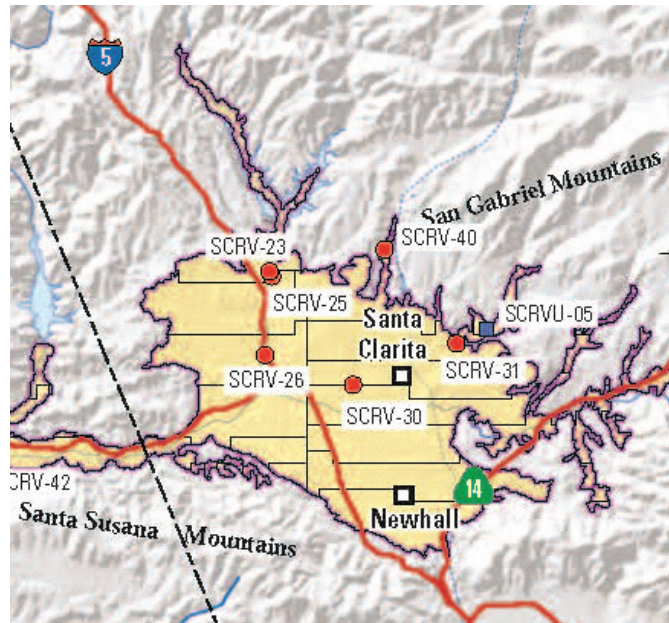 5
San Gabriel Mountains
SCRV-23
SCRV-40
SCRV-25
SCRVU-05
Santa
Clarita
SCRV-26
SCRV-31
SCRV-30
CRV-42
14
Santa Susana Mountains
Newhall